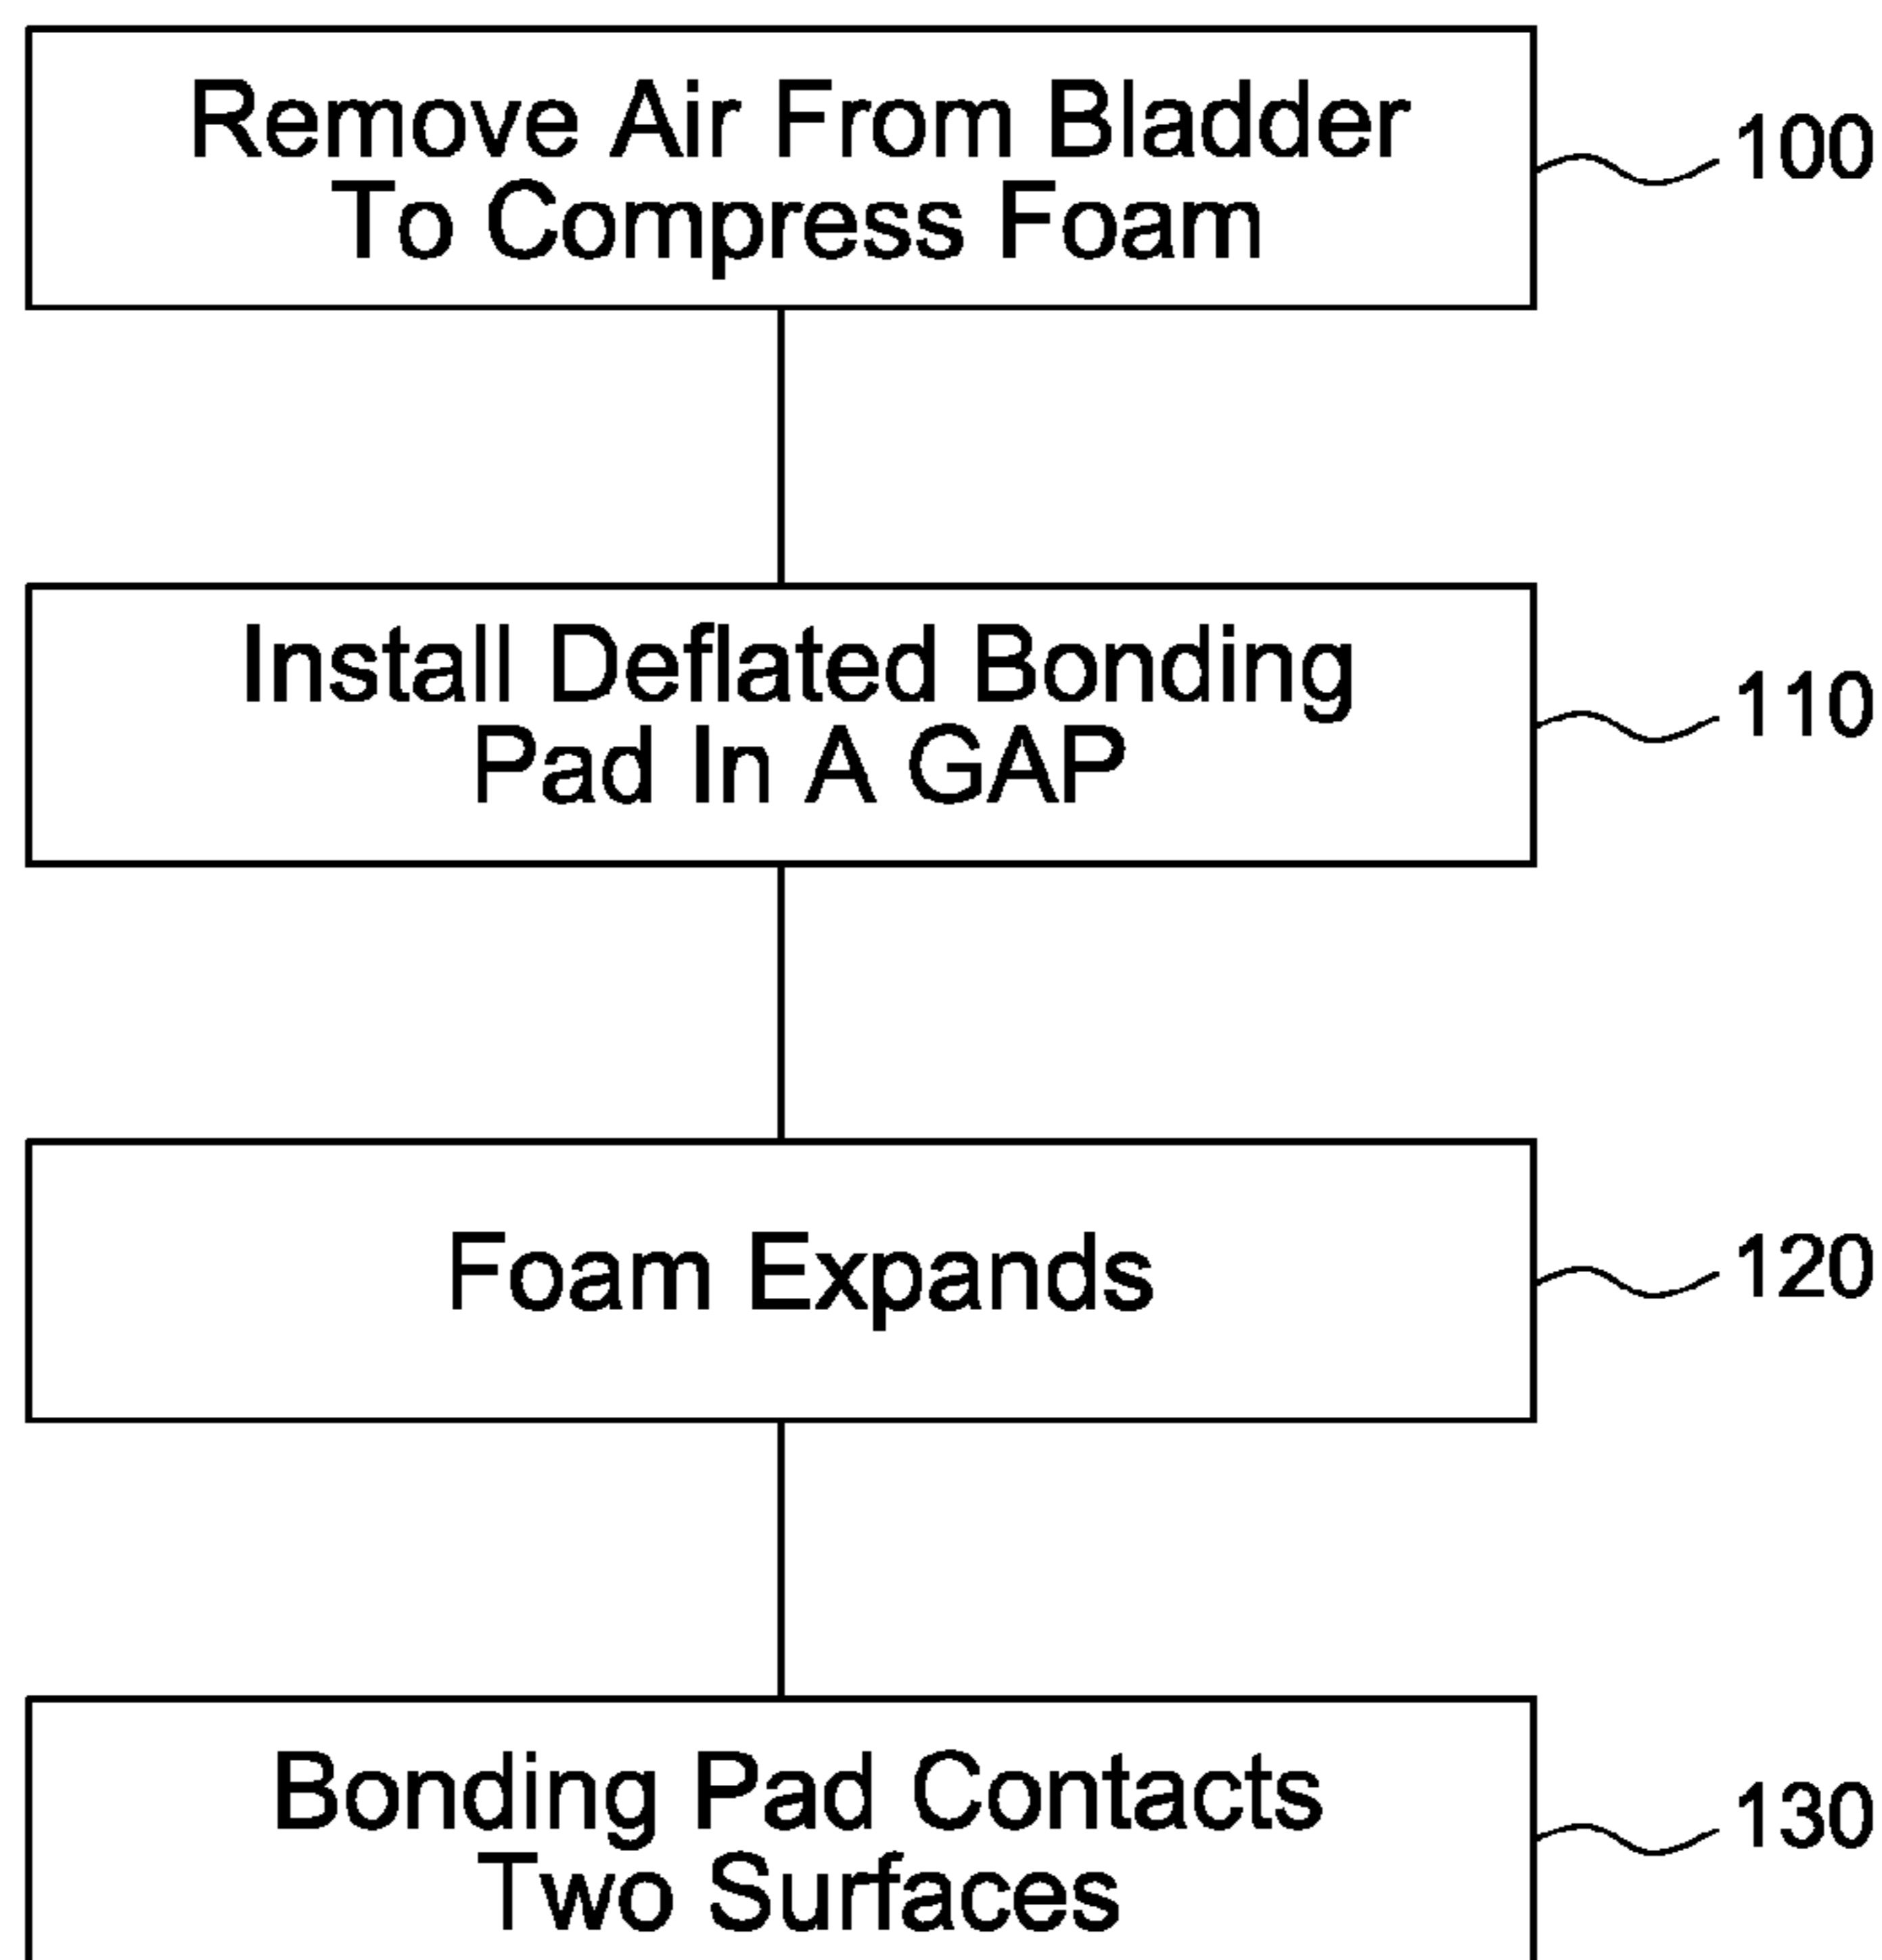 Remove Air From Bladder
To Compress Foam
100
Install Deflated Bonding
Pad In A GAP
110
Foam Expands
120
Bonding Pad Contacts
Two Surfaces
130